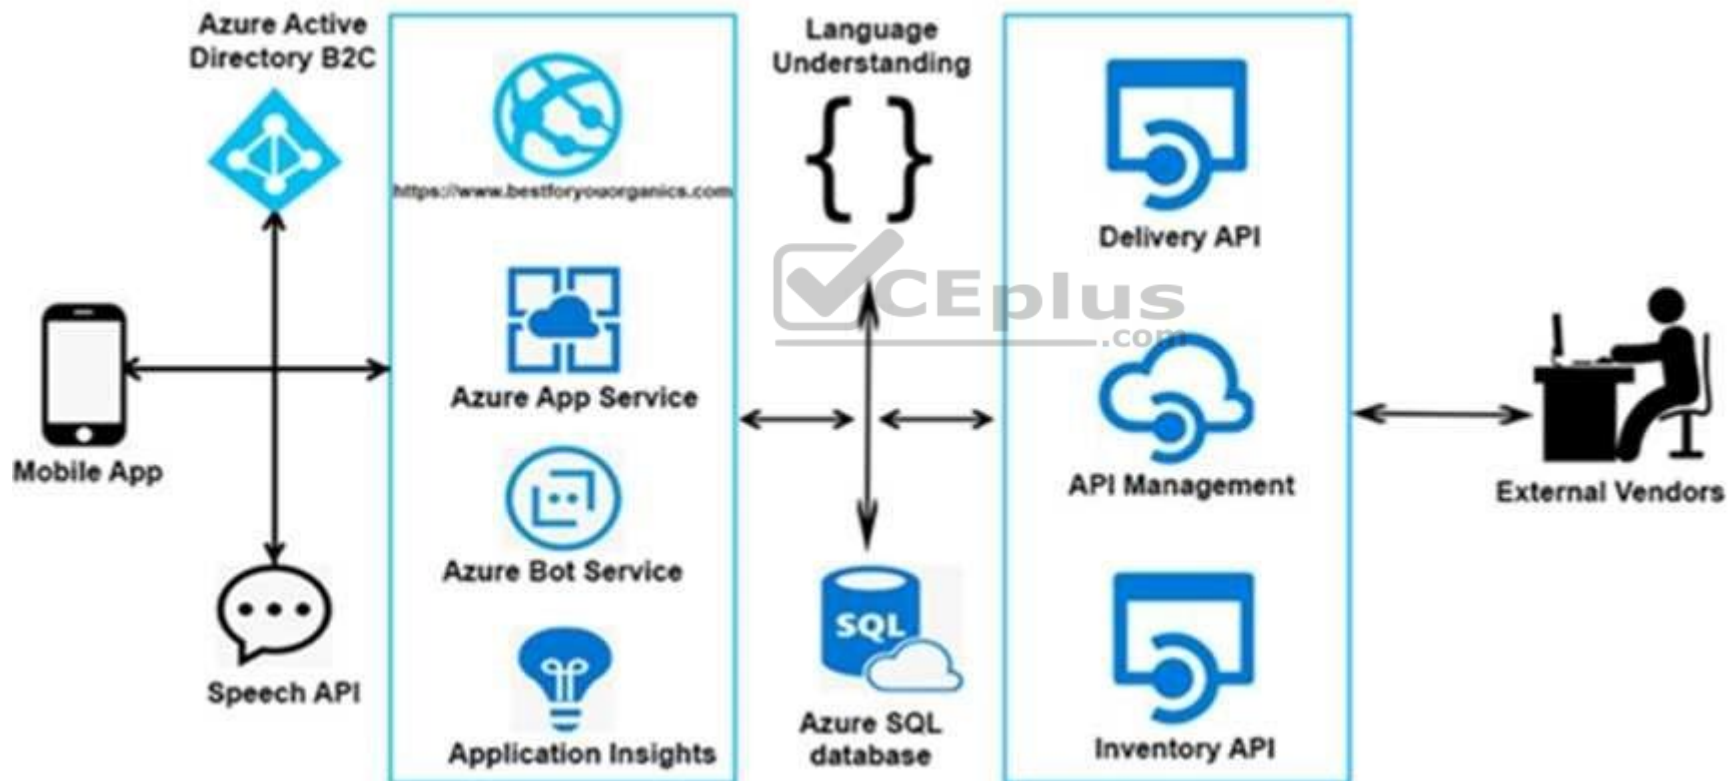 Azure Active
Directory B2C
Mobile App
Speech API
https://www.bestforyouorganics.com
Azure App Service
Azure Bot Service
Application Insights
Language
Understanding
{ }
CEplus
.com
SQL
Azure SQL
database
Delivery API
API Management
Inventory API
External Vendors